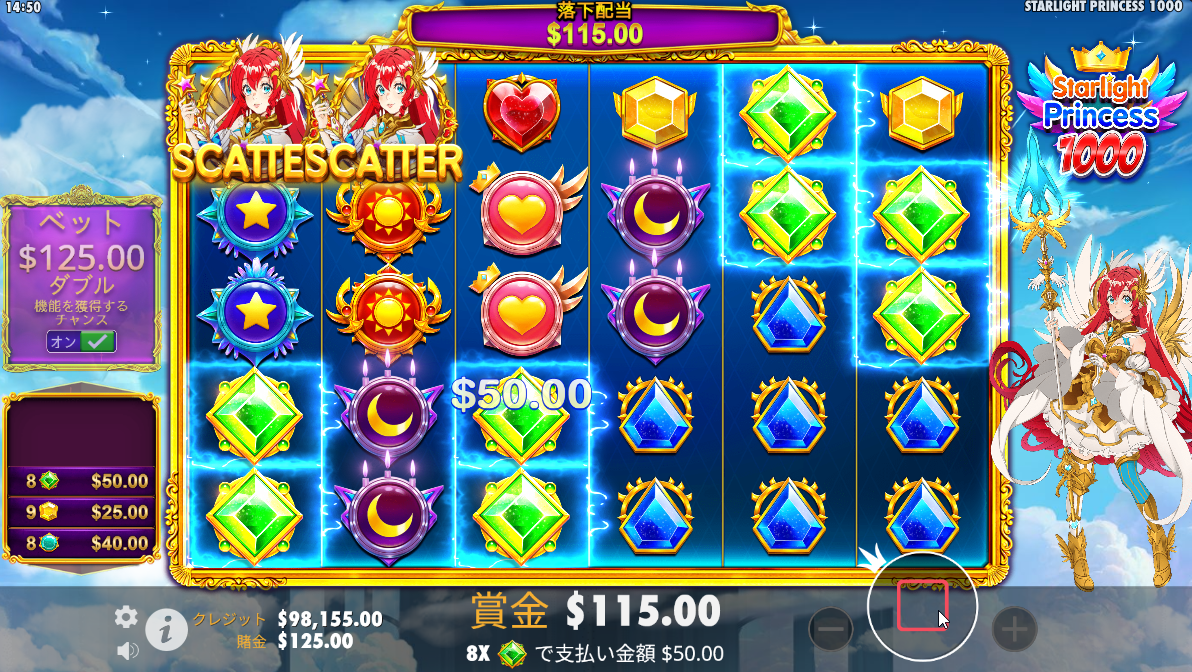 14:50
STARLIGHT PRINCESS 1000
落下配当
$115.00
Starlight
Princess
1000
SCATTESCATTER
ベット
$125.00
ダブル
機能を獲得する
チャンス
オン
$50.00
8 $50.00
9 $25.00
8 $40.00
クレジット $98,155.00
賭金 $125.00
賞金 $115.00
8X で支払い金額 $50.00